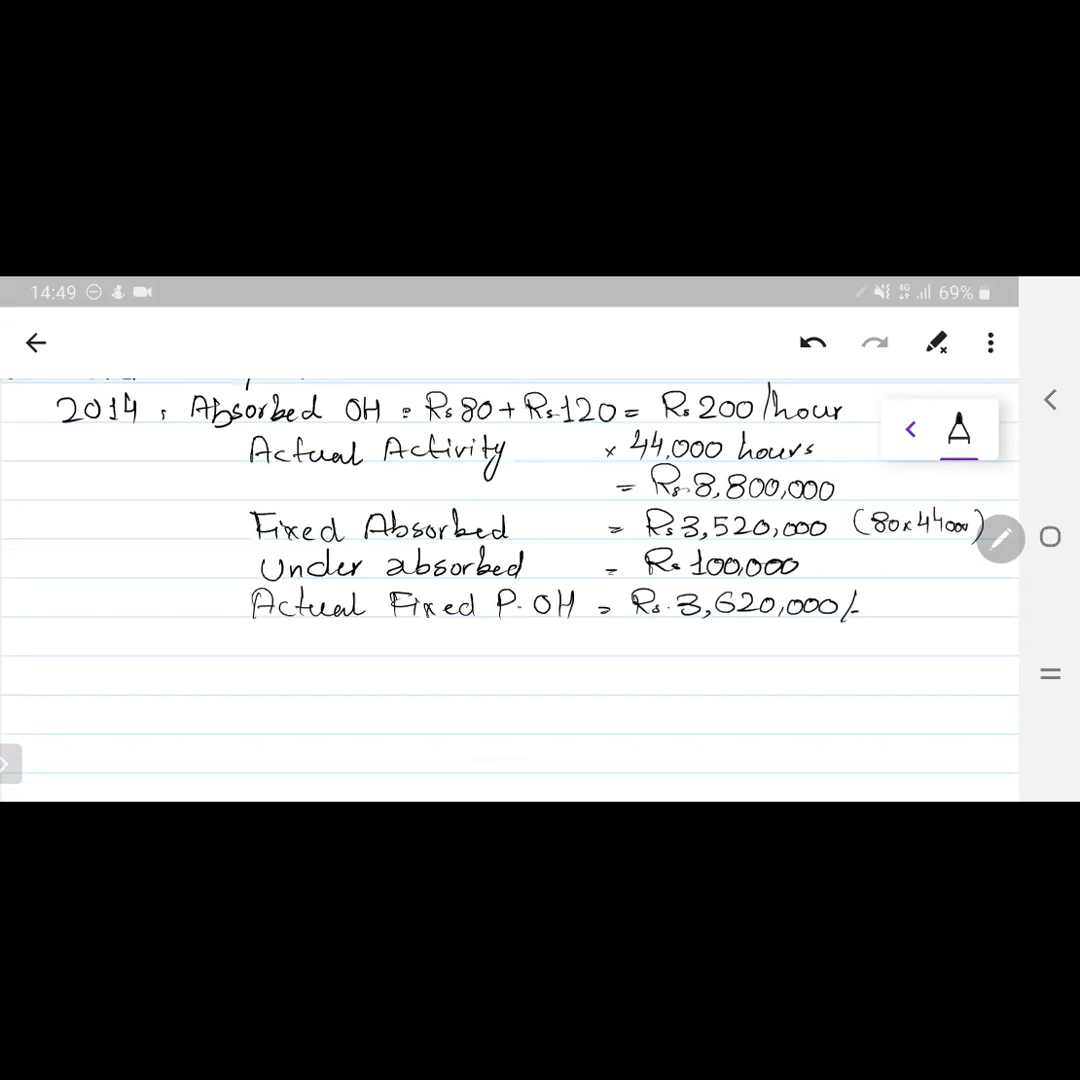 14:49 4G 69%
2014 : Absorbed OH = Rs 80 + Rs.120 = Rs 200/hour
Actual Activity × 44,000 hours
= Rs.8,800,000
Fixed Absorbed = Rs 3,520,000 (80x44000)
Under absorbed = Rs 100,000
Actual Fixed P.OH = Rs.3,620,000/-